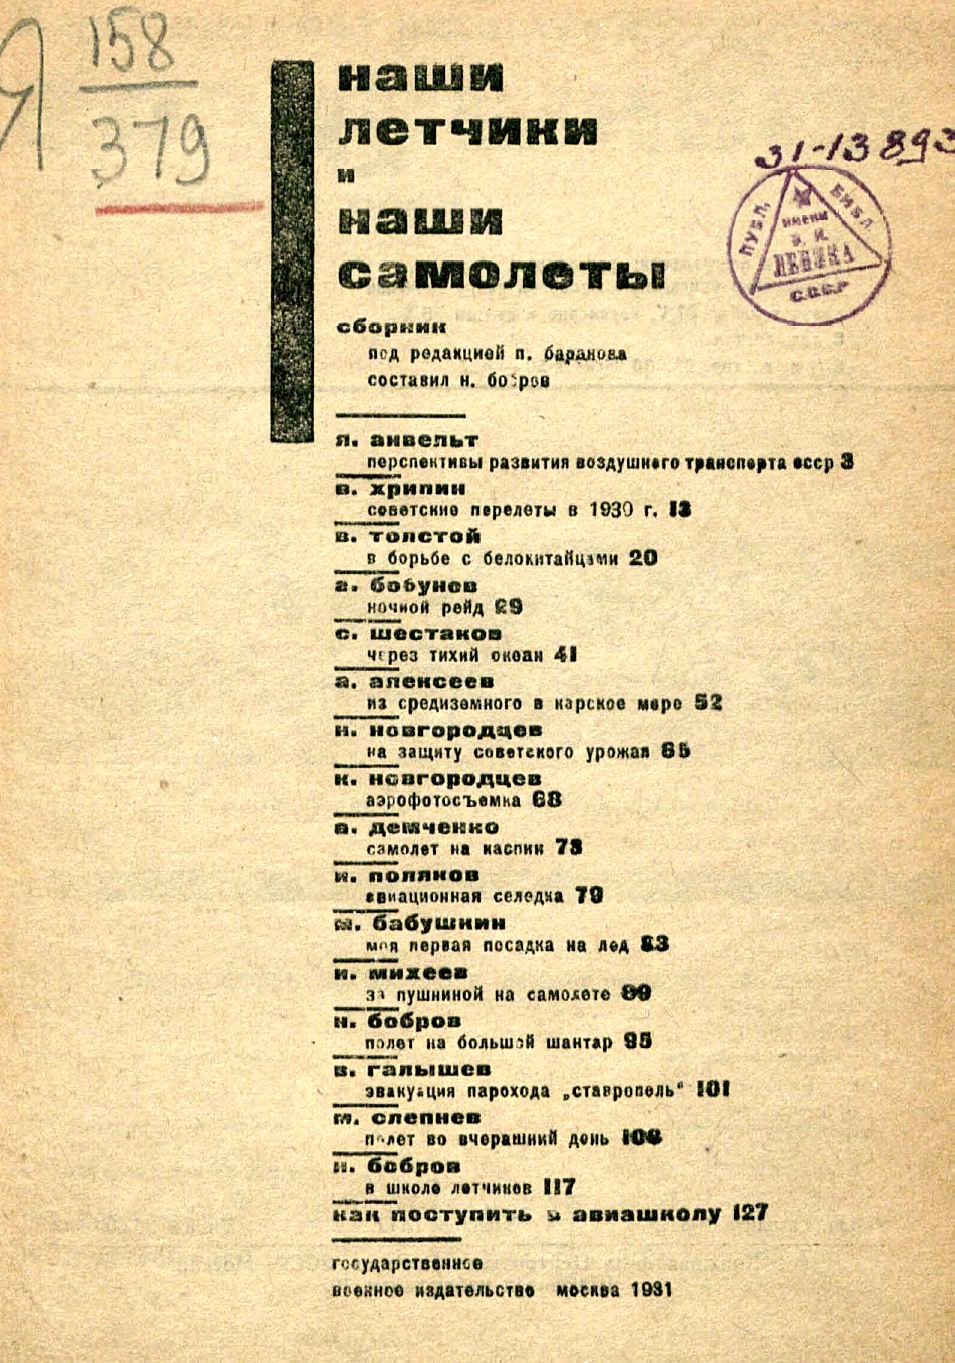 Я 158
379
31-13893
ПУБЛ. БИБЛ.
ИМЕНИ
В. И.
ЛЕНИНА
С.С.С.Р
наши
летчики
и
наши
самолеты
сборник
под редакцией п. баранова
составил н. бобров
я. анвельт
перспективы развития воздушного транспорта ссср 3
в. хрипин
советские перелеты в 1930 г. 13
в. толстой
в борьбе с белокитайцами 20
а. бобунов
ночной рейд 29
с. шестаков
через тихий океан 41
а. алексеев
из средиземного в карское море 52
н. новгородцев
на защиту советского урожая 65
к. новгородцев
аэрофотосъемка 68
в. демченко
самолет на каспии 73
и. поляков
авиационная селедка 79
м. бабушкин
моя первая посадка на лед 83
и. михеев
за пушниной на самолете 90
н. бобров
полет на большой шантар 95
в. галышев
эвакуация парохода „ставрополь“ 101
м. слепнев
полет во вчерашний день 106
н. бобров
в школе летчиков 117
как поступить в авиашколу 127
государственное
военное издательство москва 1931